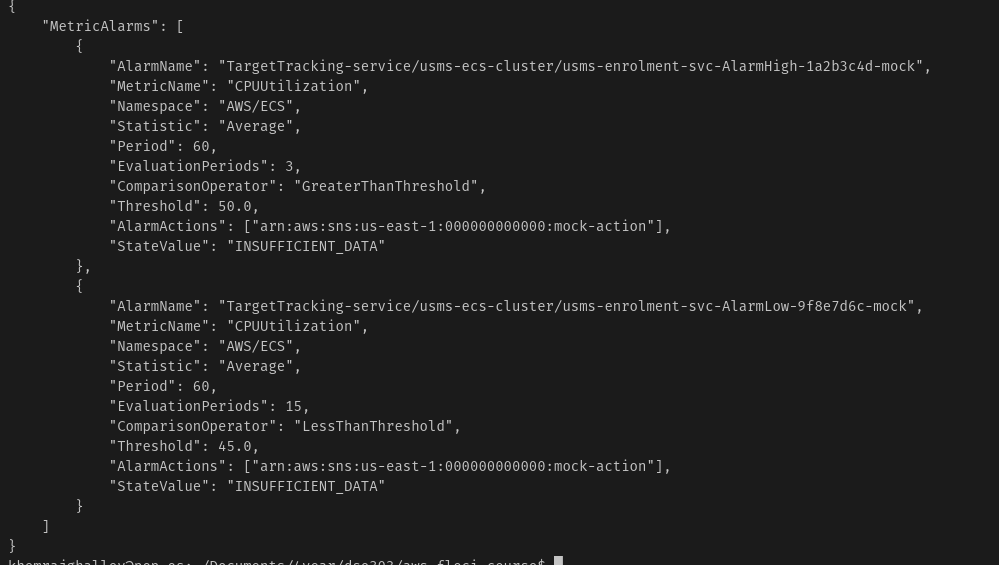 {
    "MetricAlarms": [
        {
            "AlarmName": "TargetTracking-service/usms-ecs-cluster/usms-enrolment-svc-AlarmHigh-1a2b3c4d-mock",
            "MetricName": "CPUUtilization",
            "Namespace": "AWS/ECS",
            "Statistic": "Average",
            "Period": 60,
            "EvaluationPeriods": 3,
            "ComparisonOperator": "GreaterThanThreshold",
            "Threshold": 50.0,
            "AlarmActions": ["arn:aws:sns:us-east-1:000000000000:mock-action"],
            "StateValue": "INSUFFICIENT_DATA"
        },
        {
            "AlarmName": "TargetTracking-service/usms-ecs-cluster/usms-enrolment-svc-AlarmLow-9f8e7d6c-mock",
            "MetricName": "CPUUtilization",
            "Namespace": "AWS/ECS",
            "Statistic": "Average",
            "Period": 60,
            "EvaluationPeriods": 15,
            "ComparisonOperator": "LessThanThreshold",
            "Threshold": 45.0,
            "AlarmActions": ["arn:aws:sns:us-east-1:000000000000:mock-action"],
            "StateValue": "INSUFFICIENT_DATA"
        }
    ]
}